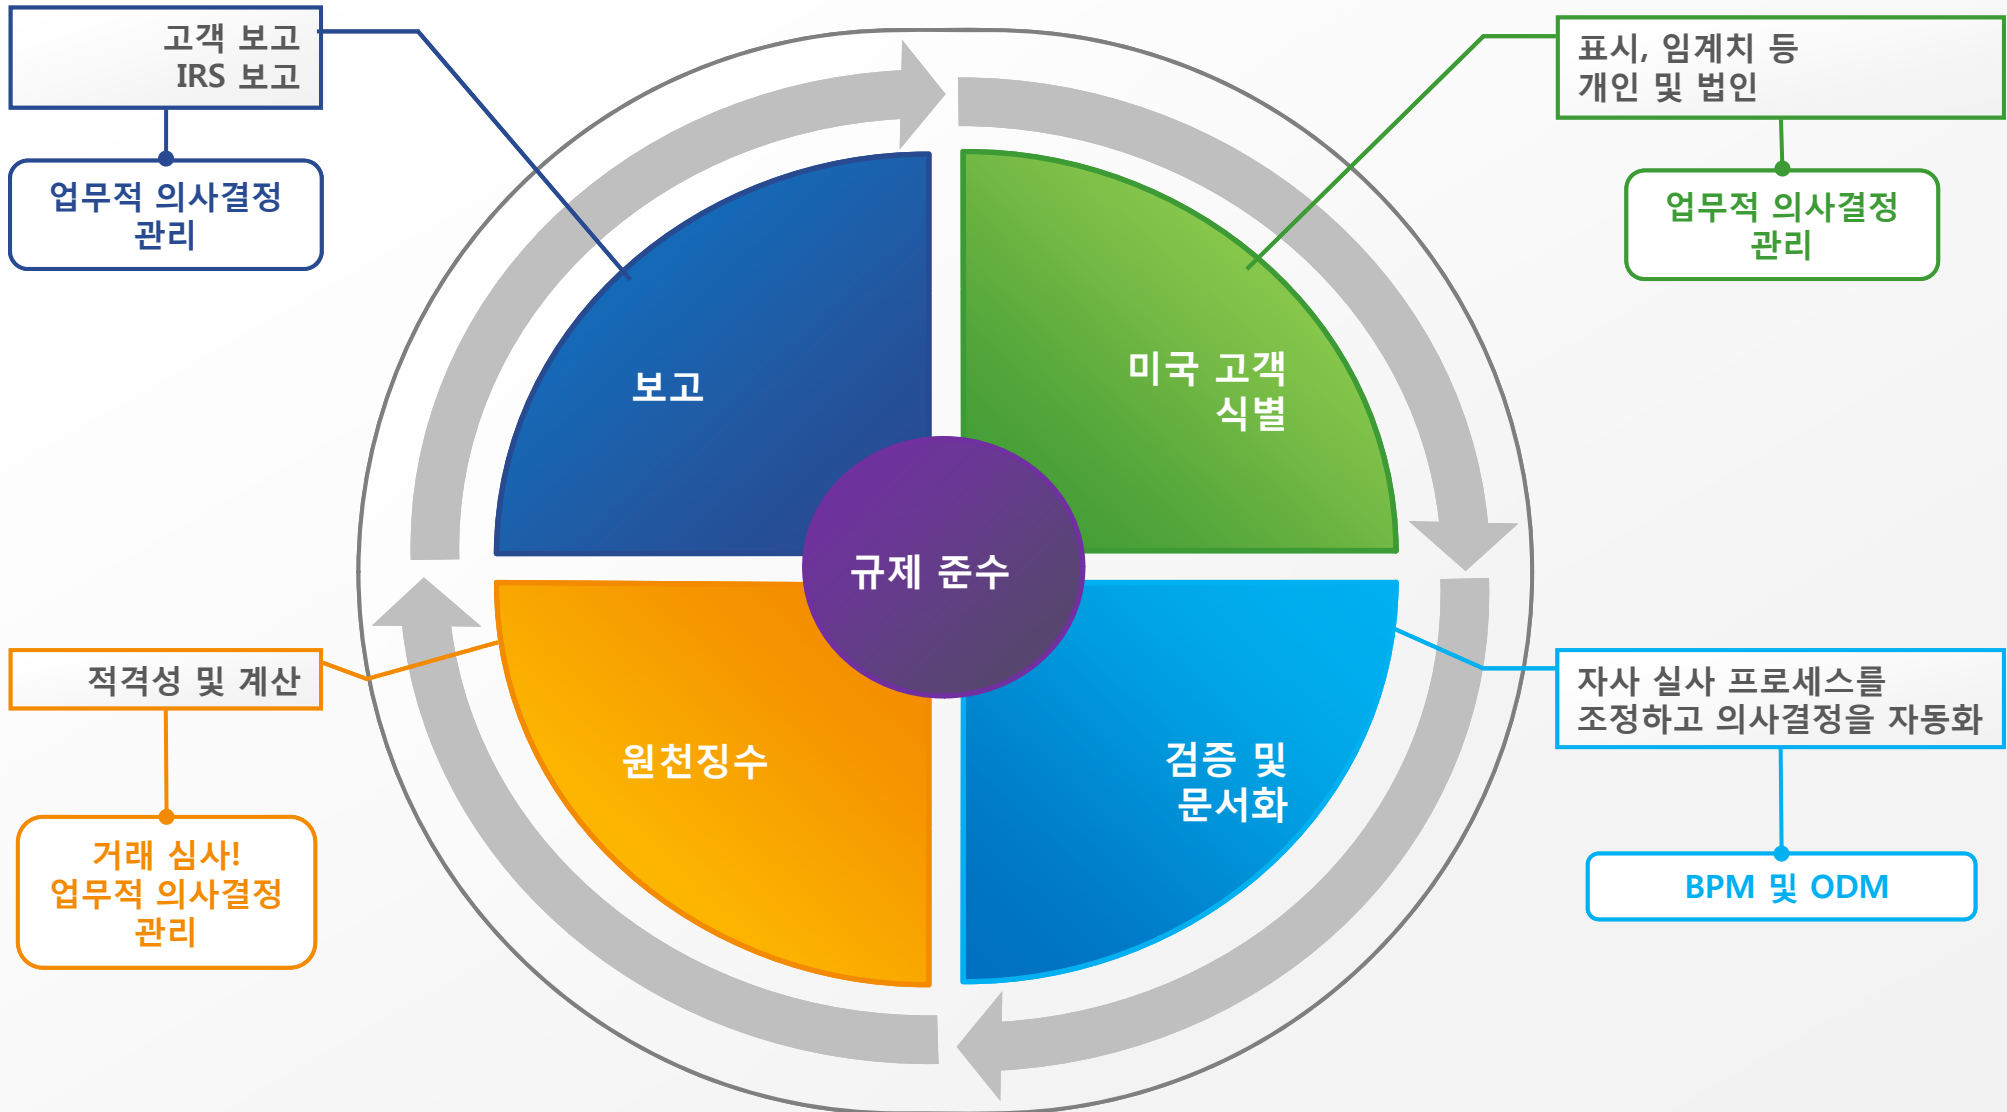 고객 보고
IRS 보고
업무적 의사결정
관리
표시, 임계치 등
개인 및 법인
업무적 의사결정
관리
보고
미국 고객
식별
규제 준수
원천징수
검증 및
문서화
적격성 및 계산
거래 심사!
업무적 의사결정
관리
자사 실사 프로세스를
조정하고 의사결정을 자동화
BPM 및 ODM